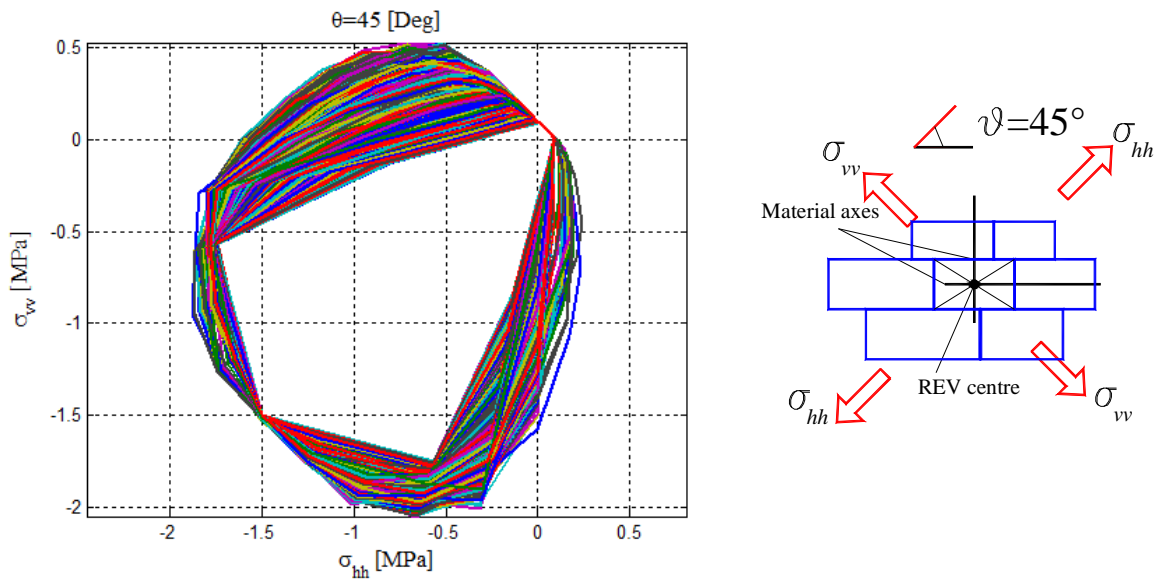 θ=45 [Deg]
0.5
0
-0.5
-1
-1.5
-2
σvv [MPa]
-2
-1.5
-1
-0.5
0
0.5
σhh [MPa]
ϑ=45°
σhh
σvv
Material axes
REV centre
σhh
σvv